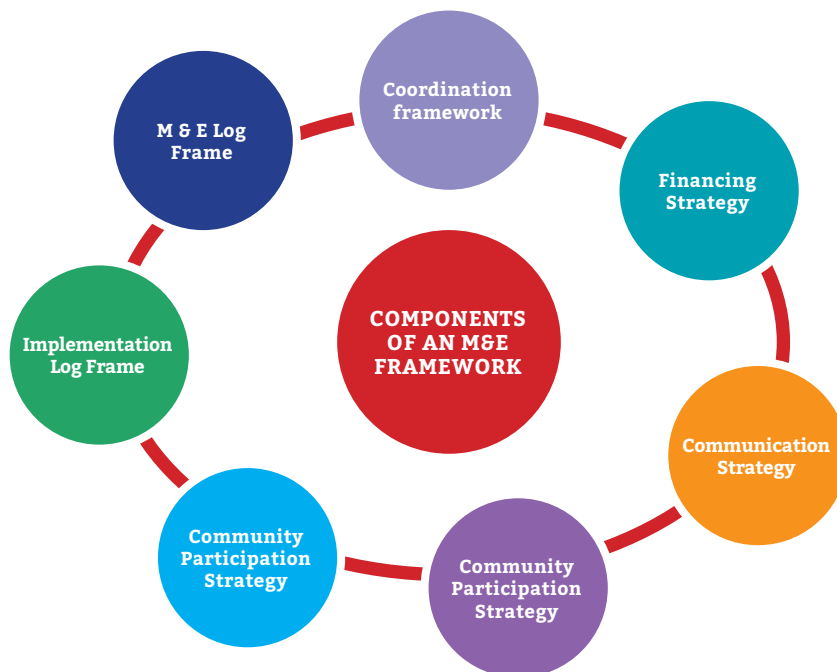 Coordination
framework
M & E Log
Frame
Financing
Strategy
COMPONENTS
OF AN M&E
FRAMEWORK
Implementation
Log Frame
Communication
Strategy
Community
Participation
Strategy
Community
Participation
Strategy